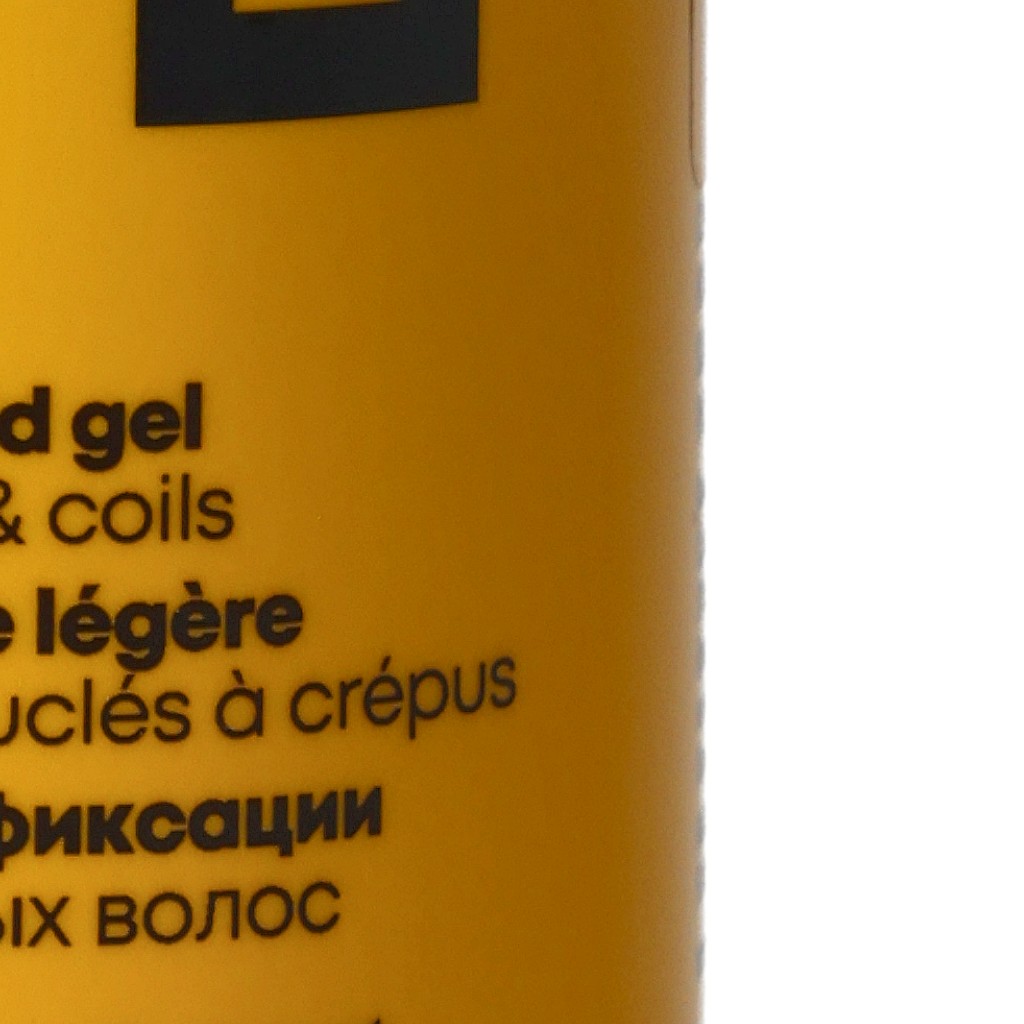 d gel
& coils
e légère
uclés à crépus
фиксации
ых волос